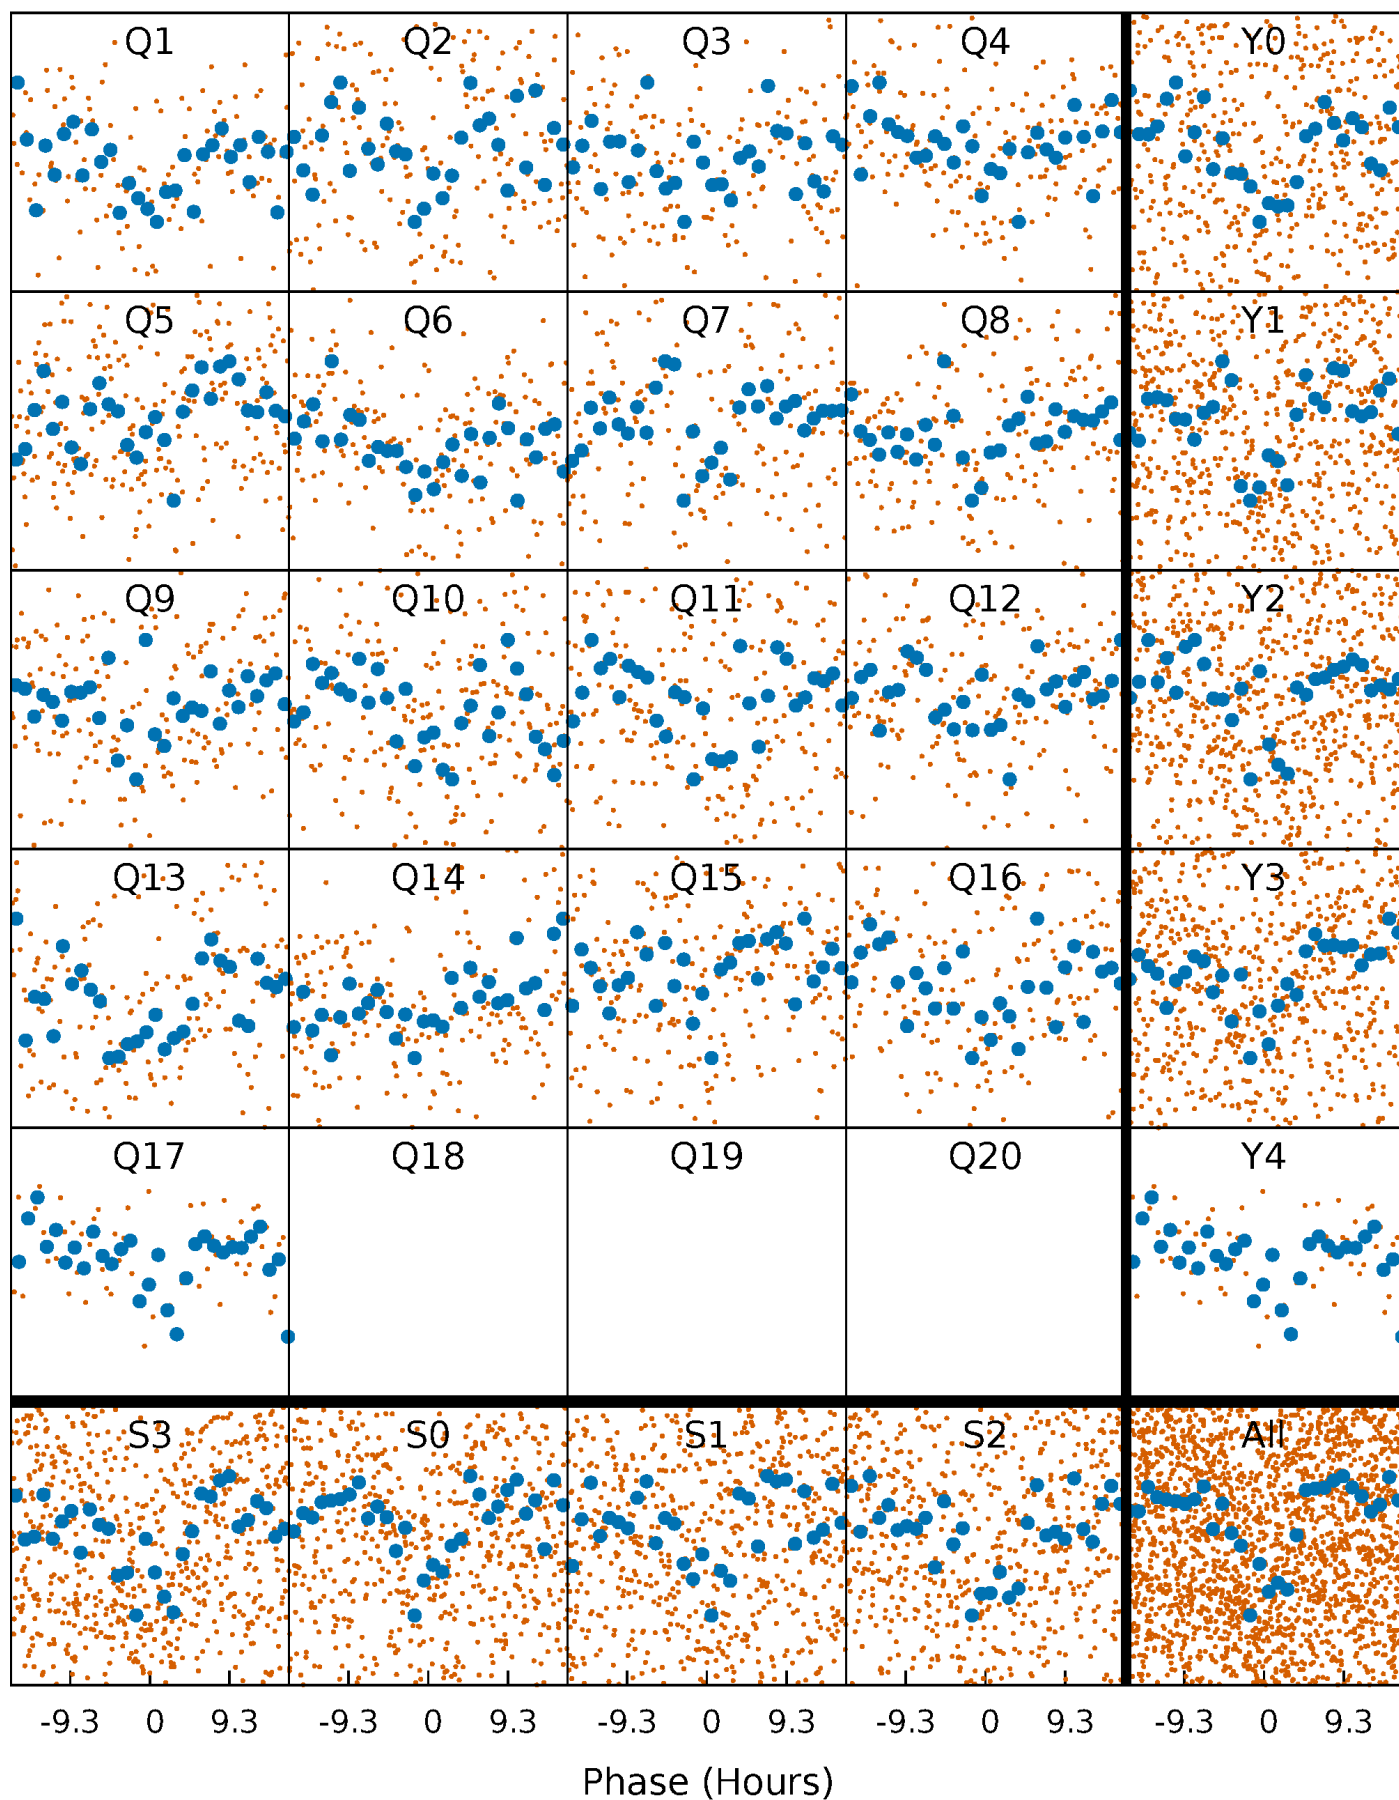 Q1 Q2 Q3 Q4 Y0
Q5 Q6 Q7 Q8 Y1
Q9 Q10 Q11 Q12 Y2
Q13 Q14 Q15 Q16 Y3
Q17 Q18 Q19 Q20 Y4
S3 S0 S1 S2 All
-9.3 0 9.3 -9.3 0 9.3 -9.3 0 9.3 -9.3 0 9.3 -9.3 0 9.3
Phase (Hours)